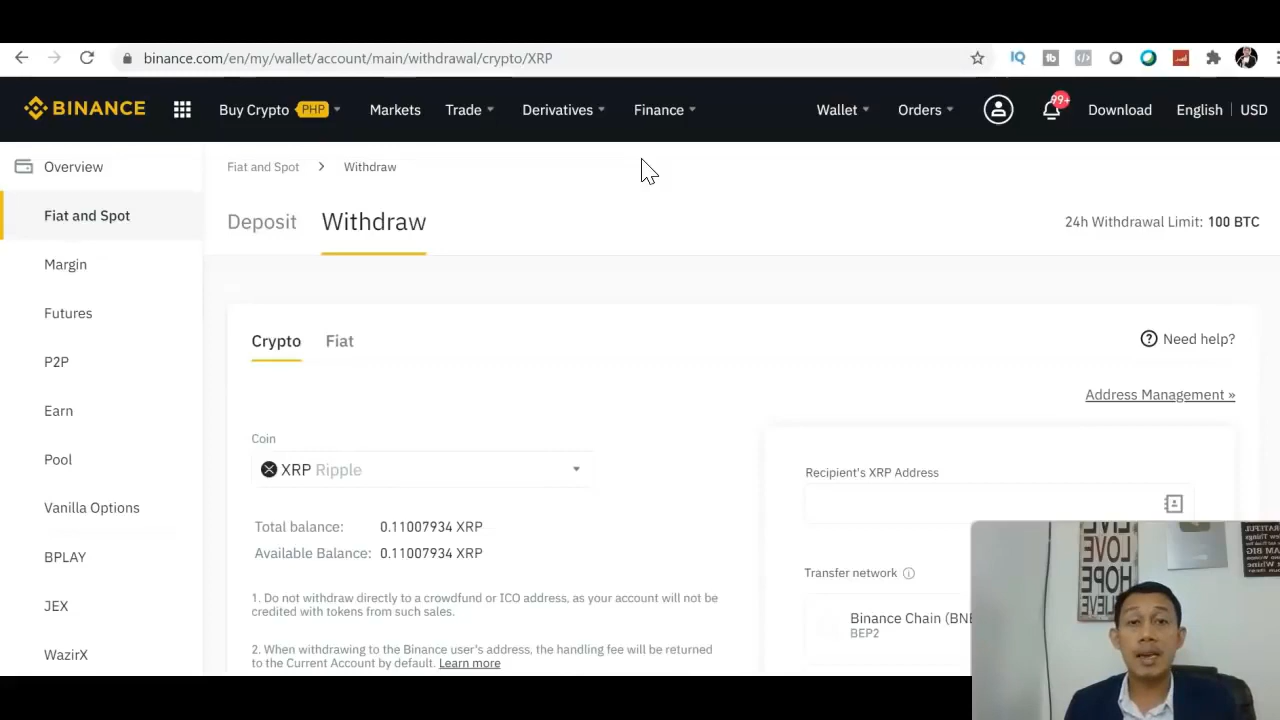 binance.com/en/my/wallet/account/main/withdrawal/crypto/XRP
BINANCE
Buy Crypto PHP
Markets
Trade
Derivatives
Finance
Wallet
Orders
99+
Download
English
USD
Overview
Fiat and Spot
Margin
Futures
P2P
Earn
Pool
Vanilla Options
BPLAY
JEX
WazirX
Fiat and Spot > Withdraw
Deposit
Withdraw
24h Withdrawal Limit: 100 BTC
Crypto
Fiat
Need help?
Address Management »
Coin
XRP Ripple
Total balance: 0.11007934 XRP
Available Balance: 0.11007934 XRP
1. Do not withdraw directly to a crowdfund or ICO address, as your account will not be
credited with tokens from such sales.
2. When withdrawing to the Binance user's address, the handling fee will be returned
to the Current Account by default. Learn more
Recipient's XRP Address
Transfer network
Binance Chain (BNB
BEP2
LIVE
LOVE
HOPE
BELIEVE